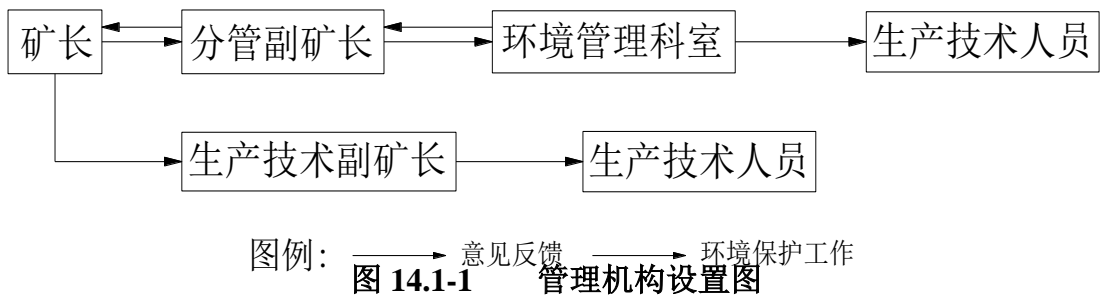 矿长 分管副矿长 环境管理科室 生产技术人员
生产技术副矿长 生产技术人员
图例： 意见反馈 环境保护工作
图 14.1-1 管理机构设置图